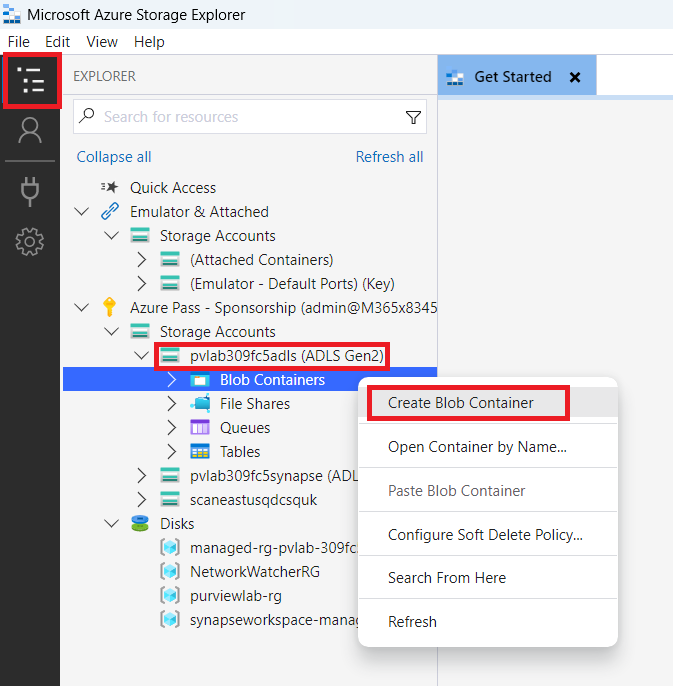 Microsoft Azure Storage Explorer
File Edit View Help
EXPLORER
Get Started
Search for resources
Collapse all Refresh all
Quick Access
Emulator & Attached
Storage Accounts
(Attached Containers)
(Emulator - Default Ports) (Key)
Azure Pass - Sponsorship (admin@M365x8345
Storage Accounts
pvlab309fc5adls (ADLS Gen2)
Blob Containers
File Shares
Queues
Tables
pvlab309fc5synapse (ADL
scaneastusqdcsquk
Disks
managed-rg-pvlab-309fc
NetworkWatcherRG
purviewlab-rg
synapseworkspace-manag
Create Blob Container
Open Container by Name...
Paste Blob Container
Configure Soft Delete Policy...
Search From Here
Refresh